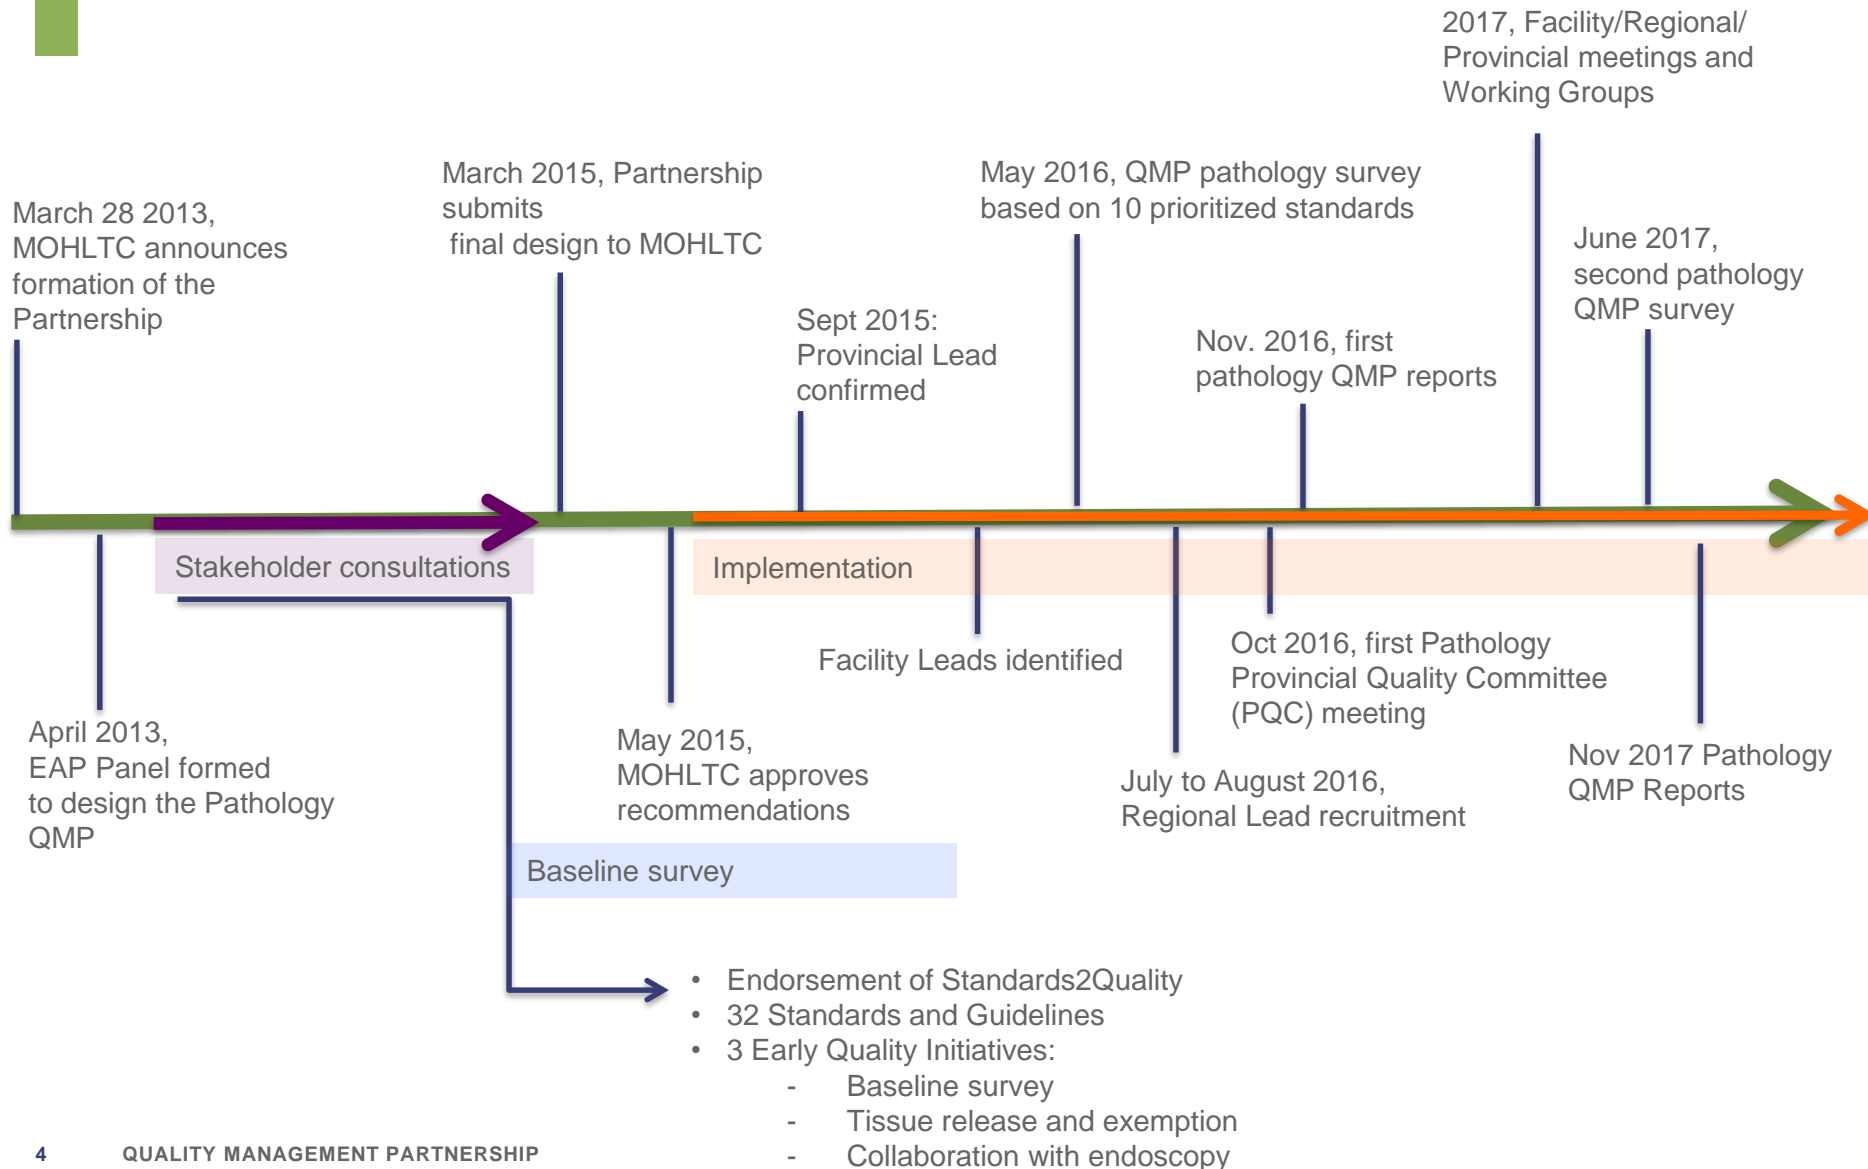 2017, Facility/Regional/
Provincial meetings and
Working Groups
March 28 2013,
MOHLTC announces
formation of the
Partnership
March 2015, Partnership
submits
final design to MOHLTC
Sept 2015:
Provincial Lead
confirmed
May 2016, QMP pathology survey
based on 10 prioritized standards
Nov. 2016, first
pathology QMP reports
June 2017,
second pathology
QMP survey
Stakeholder consultations
Implementation
April 2013,
EAP Panel formed
to design the Pathology
QMP
May 2015,
MOHLTC approves
recommendations
Facility Leads identified
July to August 2016,
Regional Lead recruitment
Oct 2016, first Pathology
Provincial Quality Committee
(PQC) meeting
Nov 2017 Pathology
QMP Reports
Baseline survey
• Endorsement of Standards2Quality
• 32 Standards and Guidelines
• 3 Early Quality Initiatives:
- Baseline survey
- Tissue release and exemption
- Collaboration with endoscopy
4 QUALITY MANAGEMENT PARTNERSHIP